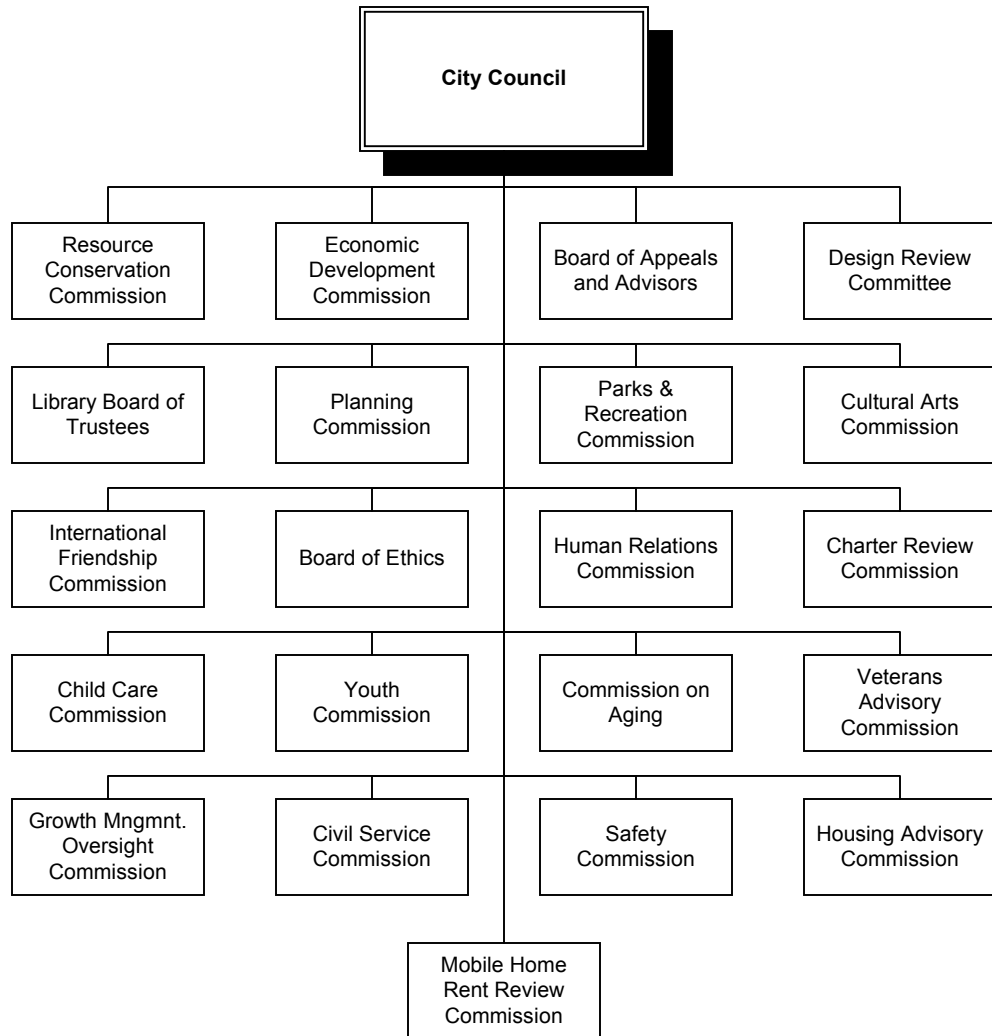 City Council
Resource
Conservation
Commission
Economic
Development
Commission
Board of Appeals
and Advisors
Design Review
Committee
Library Board of
Trustees
Planning
Commission
Parks &
Recreation
Commission
Cultural Arts
Commission
International
Friendship
Commission
Board of Ethics
Human Relations
Commission
Charter Review
Commission
Child Care
Commission
Youth
Commission
Commission on
Aging
Veterans
Advisory
Commission
Growth Mngmnt.
Oversight
Commission
Civil Service
Commission
Safety
Commission
Housing Advisory
Commission
Mobile Home
Rent Review
Commission